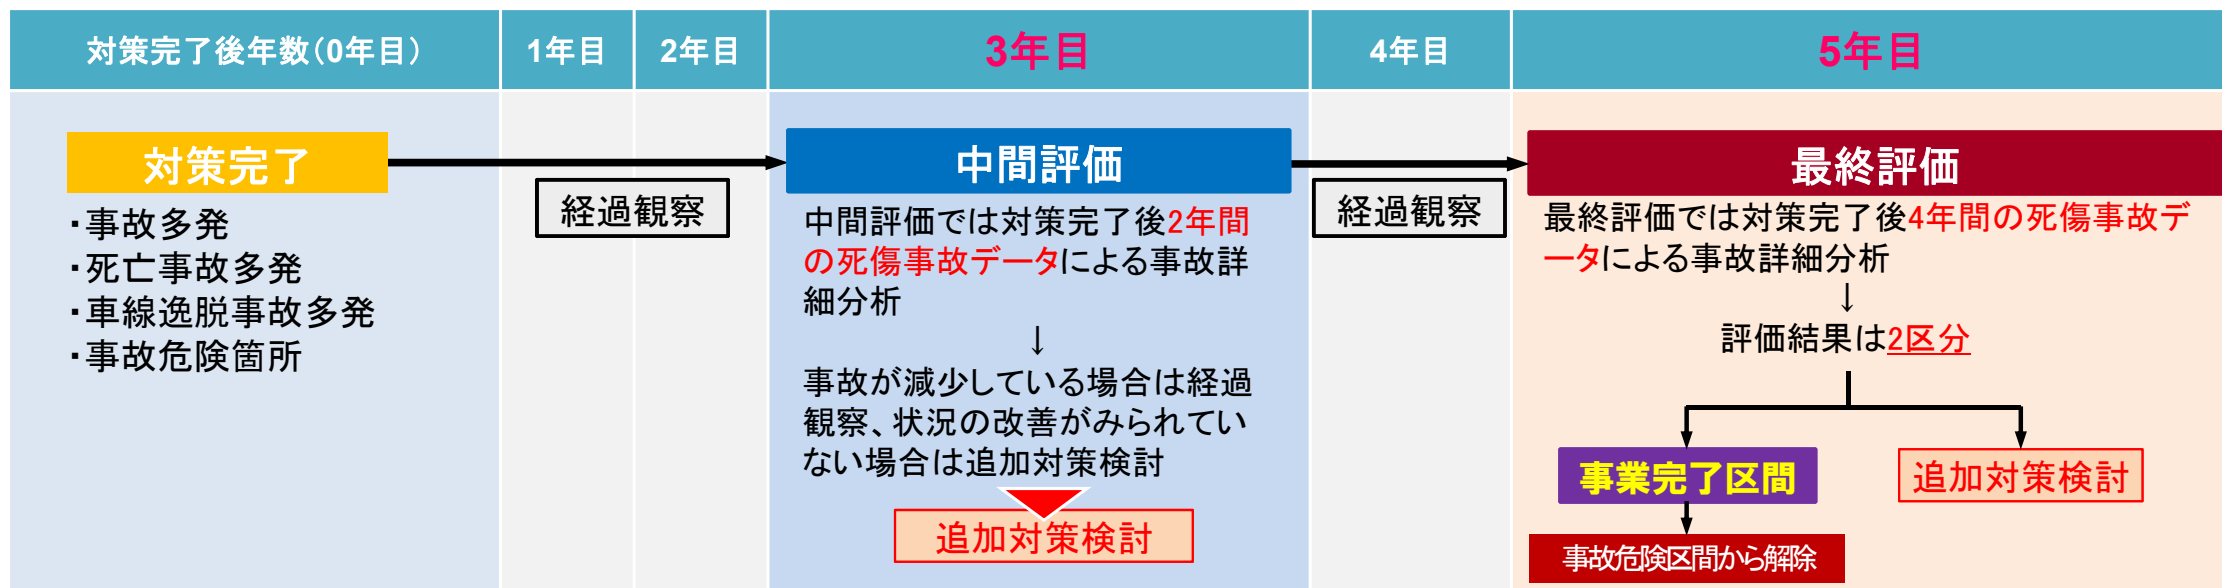 対策完了後年数(0年目)
1年目
2年目
3年目
4年目
5年目
対策完了
・事故多発
・死亡事故多発
・車線逸脱事故多発
・事故危険箇所
経過観察
中間評価
中間評価では対策完了後2年間
の死傷事故データによる事故詳
細分析
↓
事故が減少している場合は経過
観察、状況の改善がみられてい
ない場合は追加対策検討
追加対策検討
経過観察
最終評価
最終評価では対策完了後4年間の死傷事故デ
ータによる事故詳細分析
↓
評価結果は2区分
事業完了区間
追加対策検討
事故危険区間から解除